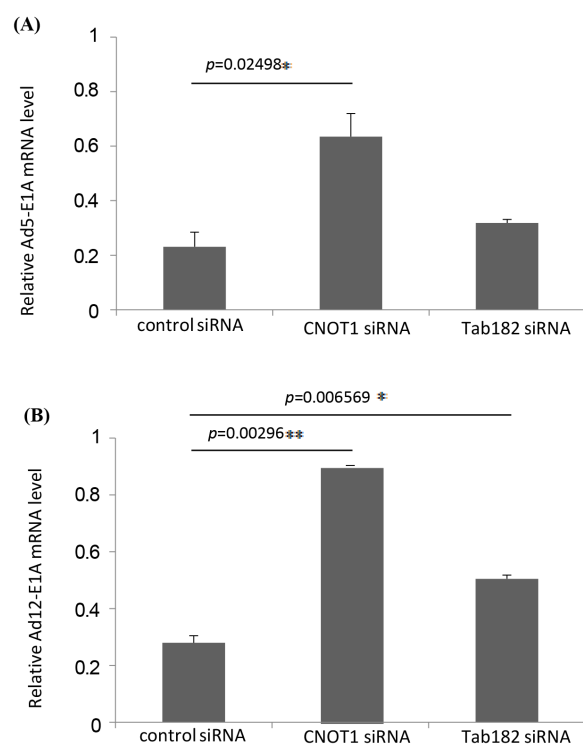 (A)
1
p=0.02498*
0.8
0.6
0.4
0.2
0
Relative Ad5-E1A mRNA level
control siRNA CNOT1 siRNA Tab182 siRNA
(B)
p=0.006569 *
p=0.00296**
1
0.8
0.6
0.4
0.2
0
Relative Ad12-E1A mRNA level
control siRNA CNOT1 siRNA Tab182 siRNA